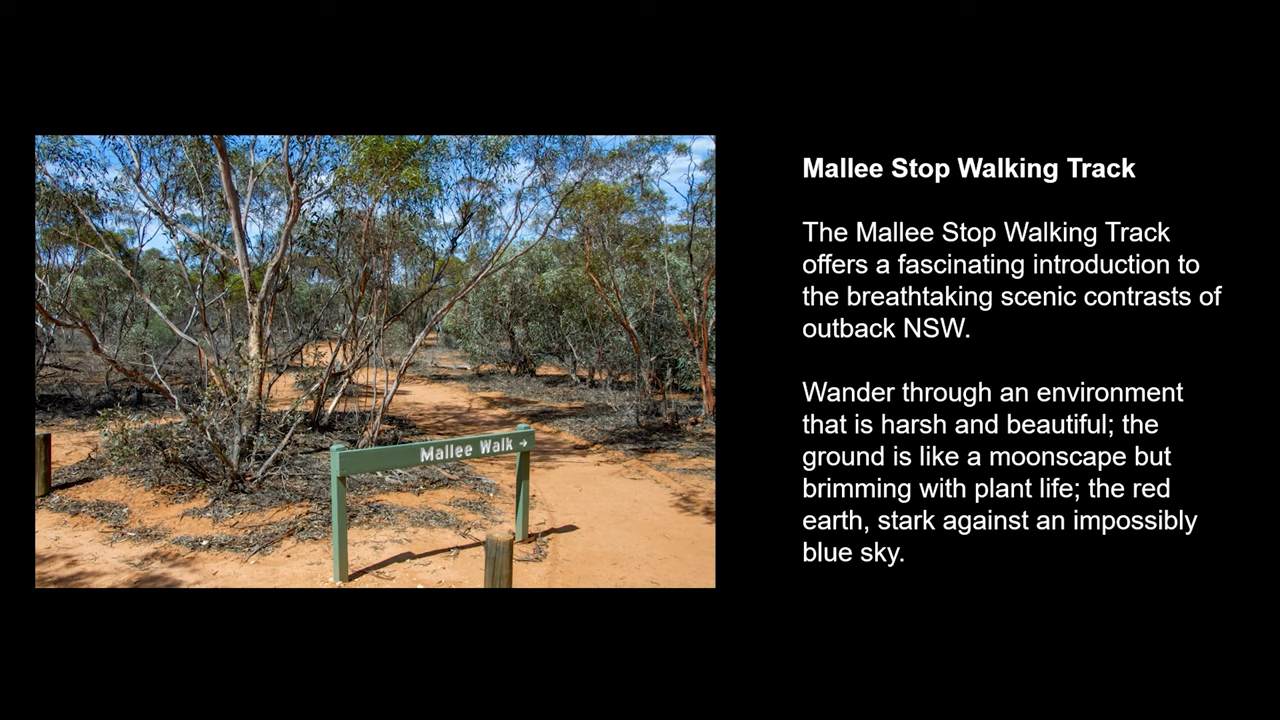 Mallee Stop Walking Track
The Mallee Stop Walking Track
offers a fascinating introduction to
the breathtaking scenic contrasts of
outback NSW.
Wander through an environment
that is harsh and beautiful; the
ground is like a moonscape but
brimming with plant life; the red
earth, stark against an impossibly
blue sky.
Mallee Walk →